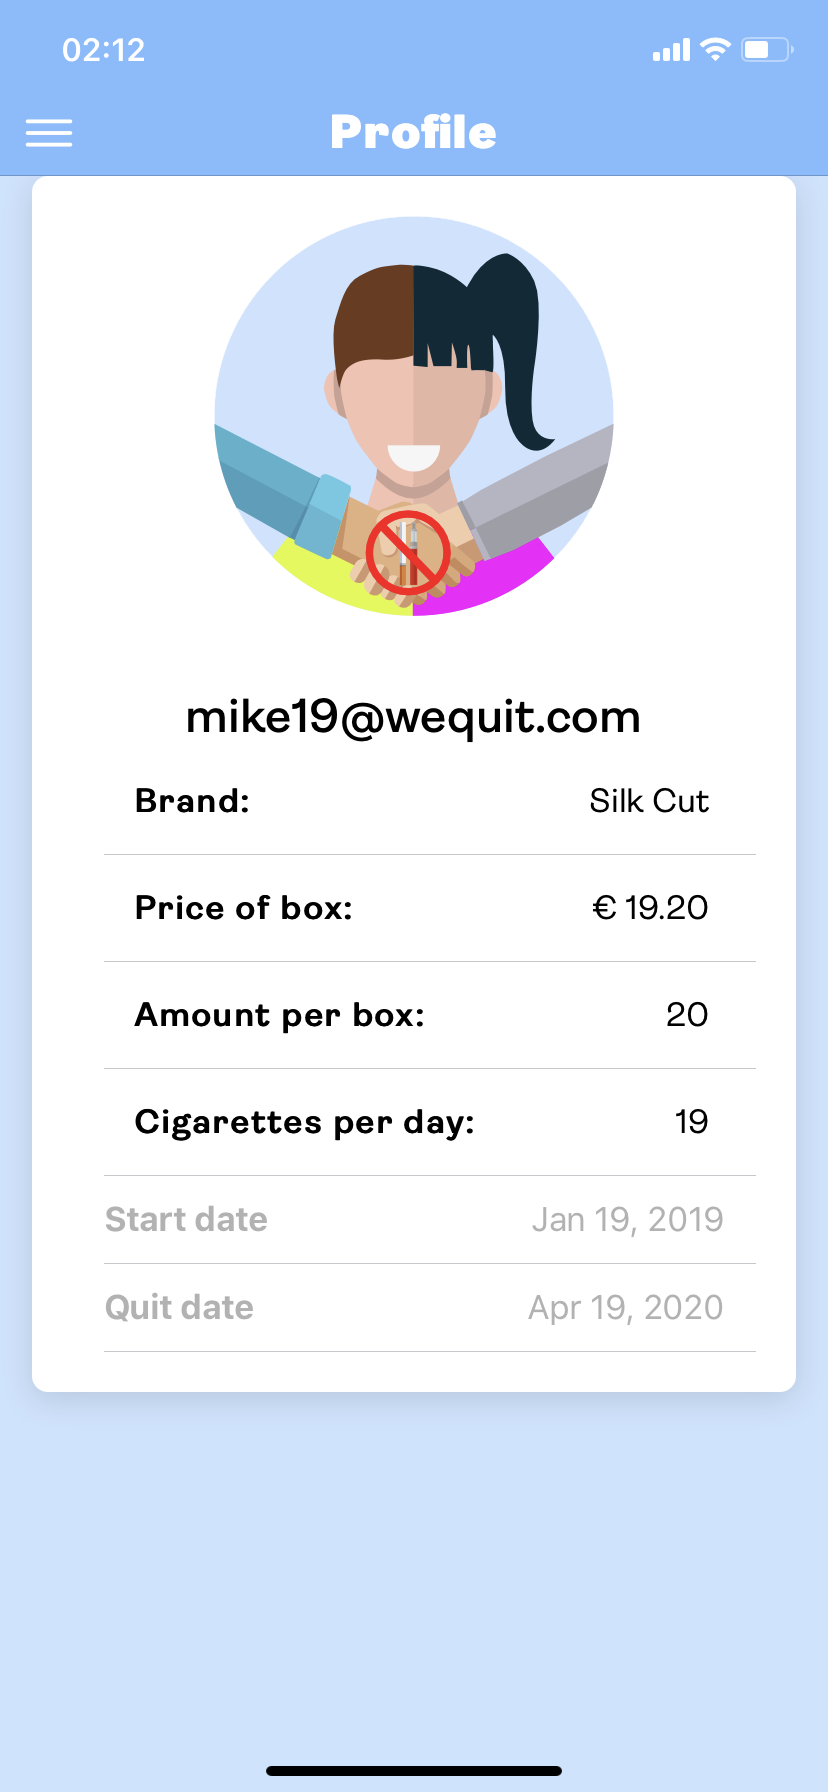 02:12
Profile
mike19@wequit.com
Brand: Silk Cut
Price of box: € 19.20
Amount per box: 20
Cigarettes per day: 19
Start date Jan 19, 2019
Quit date Apr 19, 2020